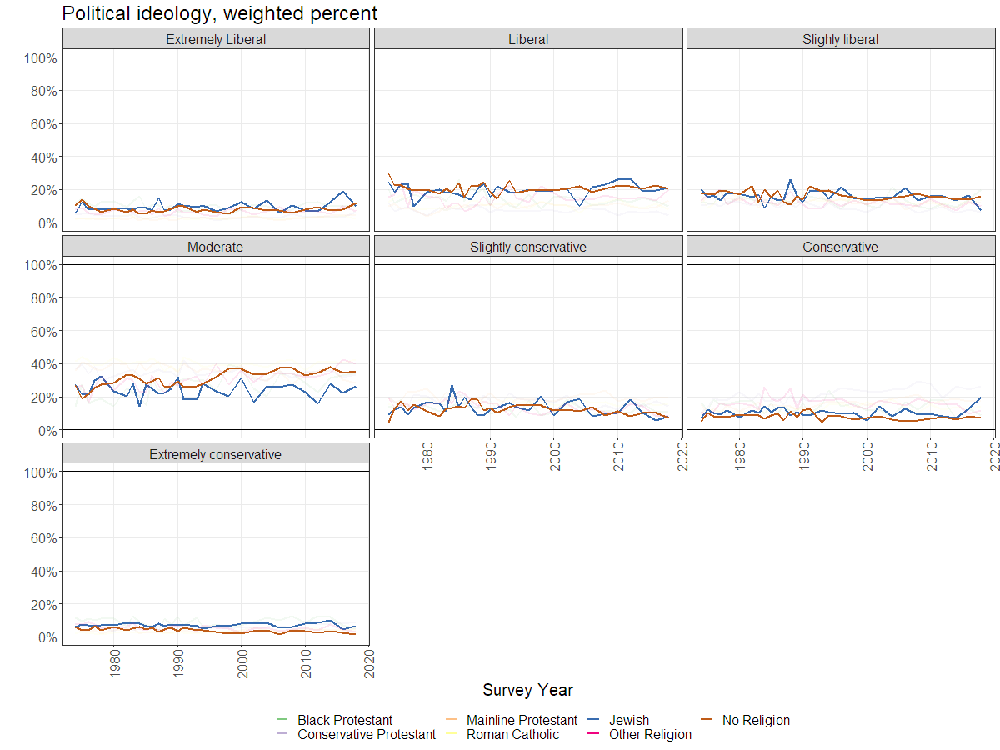 Political ideology, weighted percent
Extremely Liberal
Liberal
Slighly liberal
100%
80%
60%
40%
20%
0%
Moderate
Slightly conservative
Conservative
100%
80%
60%
40%
20%
0%
Extremely conservative
1980
1990
2000
2010
2020
1980
1990
2000
2010
2020
100%
80%
60%
40%
20%
0%
1980
1990
2000
2010
2020
Survey Year
Black Protestant
Mainline Protestant
Jewish
No Religion
Conservative Protestant
Roman Catholic
Other Religion